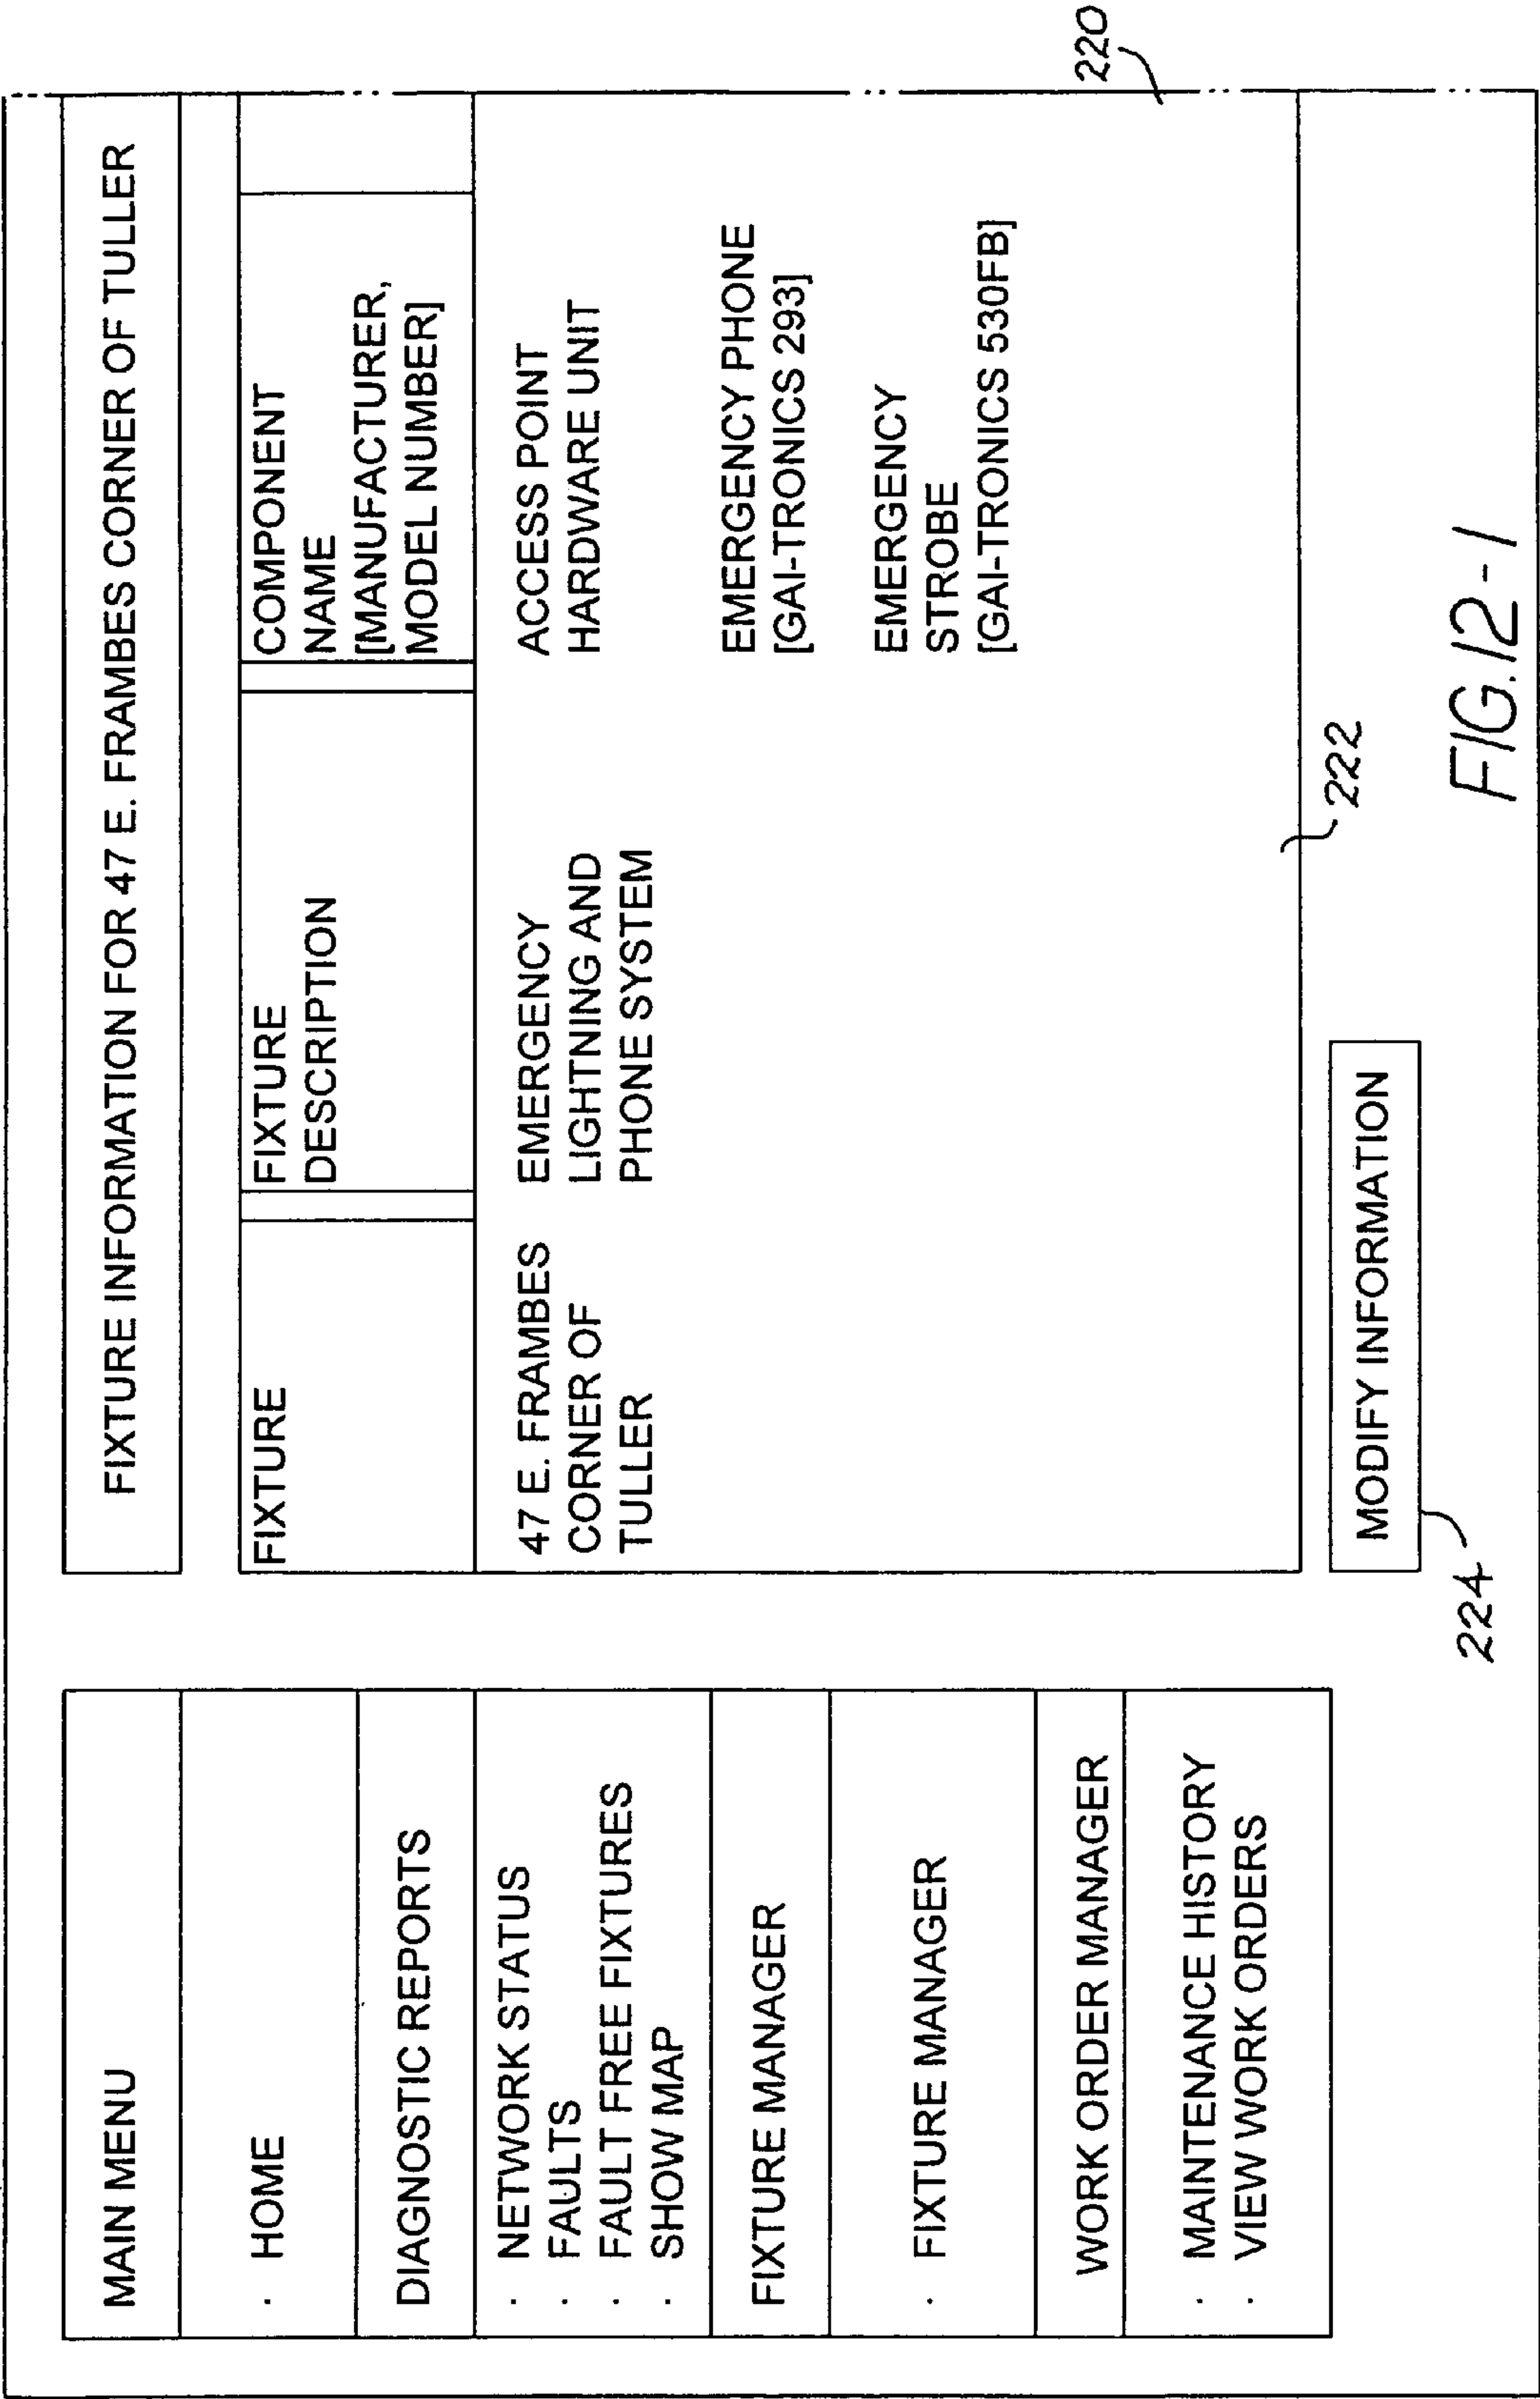 MAIN MENU
· HOME
DIAGNOSTIC REPORTS
· NETWORK STATUS
· FAULTS
· FAULT FREE FIXTURES
· SHOW MAP
FIXTURE MANAGER
· FIXTURE MANAGER
WORK ORDER MANAGER
· MAINTENANCE HISTORY
· VIEW WORK ORDERS
FIXTURE INFORMATION FOR 47 E. FRAMBES CORNER OF TULLER
FIXTURE
FIXTURE
DESCRIPTION
COMPONENT
NAME
[MANUFACTURER,
MODEL NUMBER]
47 E. FRAMBES
CORNER OF
TULLER
EMERGENCY
LIGHTNING AND
PHONE SYSTEM
ACCESS POINT
HARDWARE UNIT
EMERGENCY PHONE
[GAI-TRONICS 293]
EMERGENCY
STROBE
[GAI-TRONICS 530FB]
220
222
MODIFY INFORMATION
224
FIG.12-1